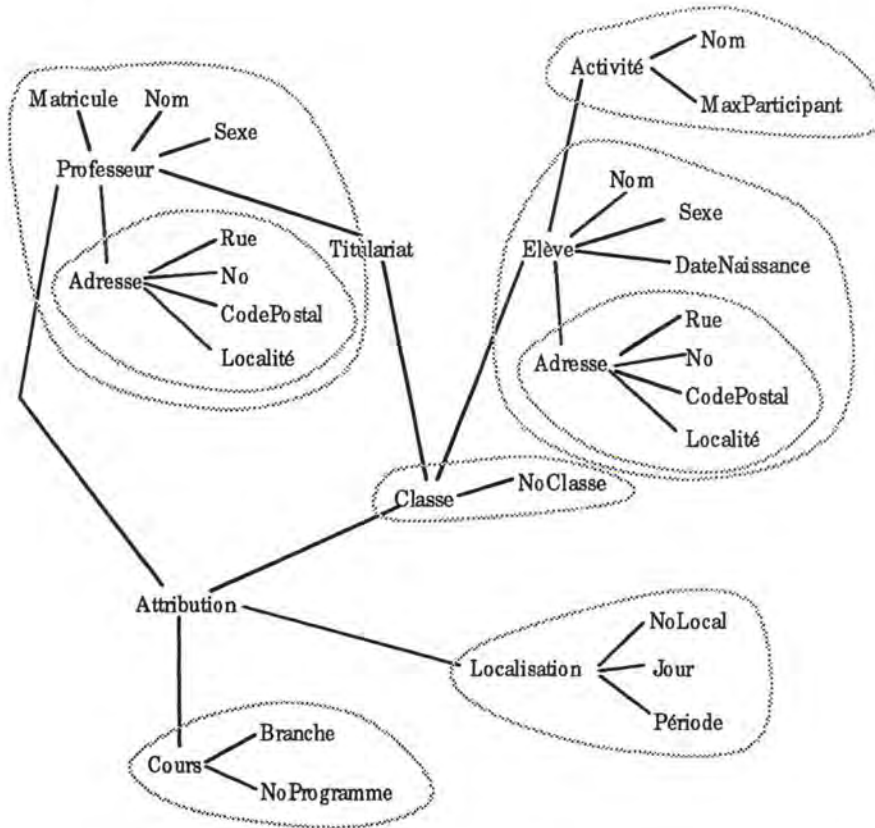 Nom
Activité
MaxParticipant
Matricule Nom
Sexe
Professeur
Rue
Adresse No
CodePostal
Localité
Titulariat
Nom
Sexe
Elève
DateNaissance
Rue
Adresse No
CodePostal
Localité
Classe NoClasse
Attribution
NoLocal
Localisation Jour
Période
Branche
Cours
NoProgramme